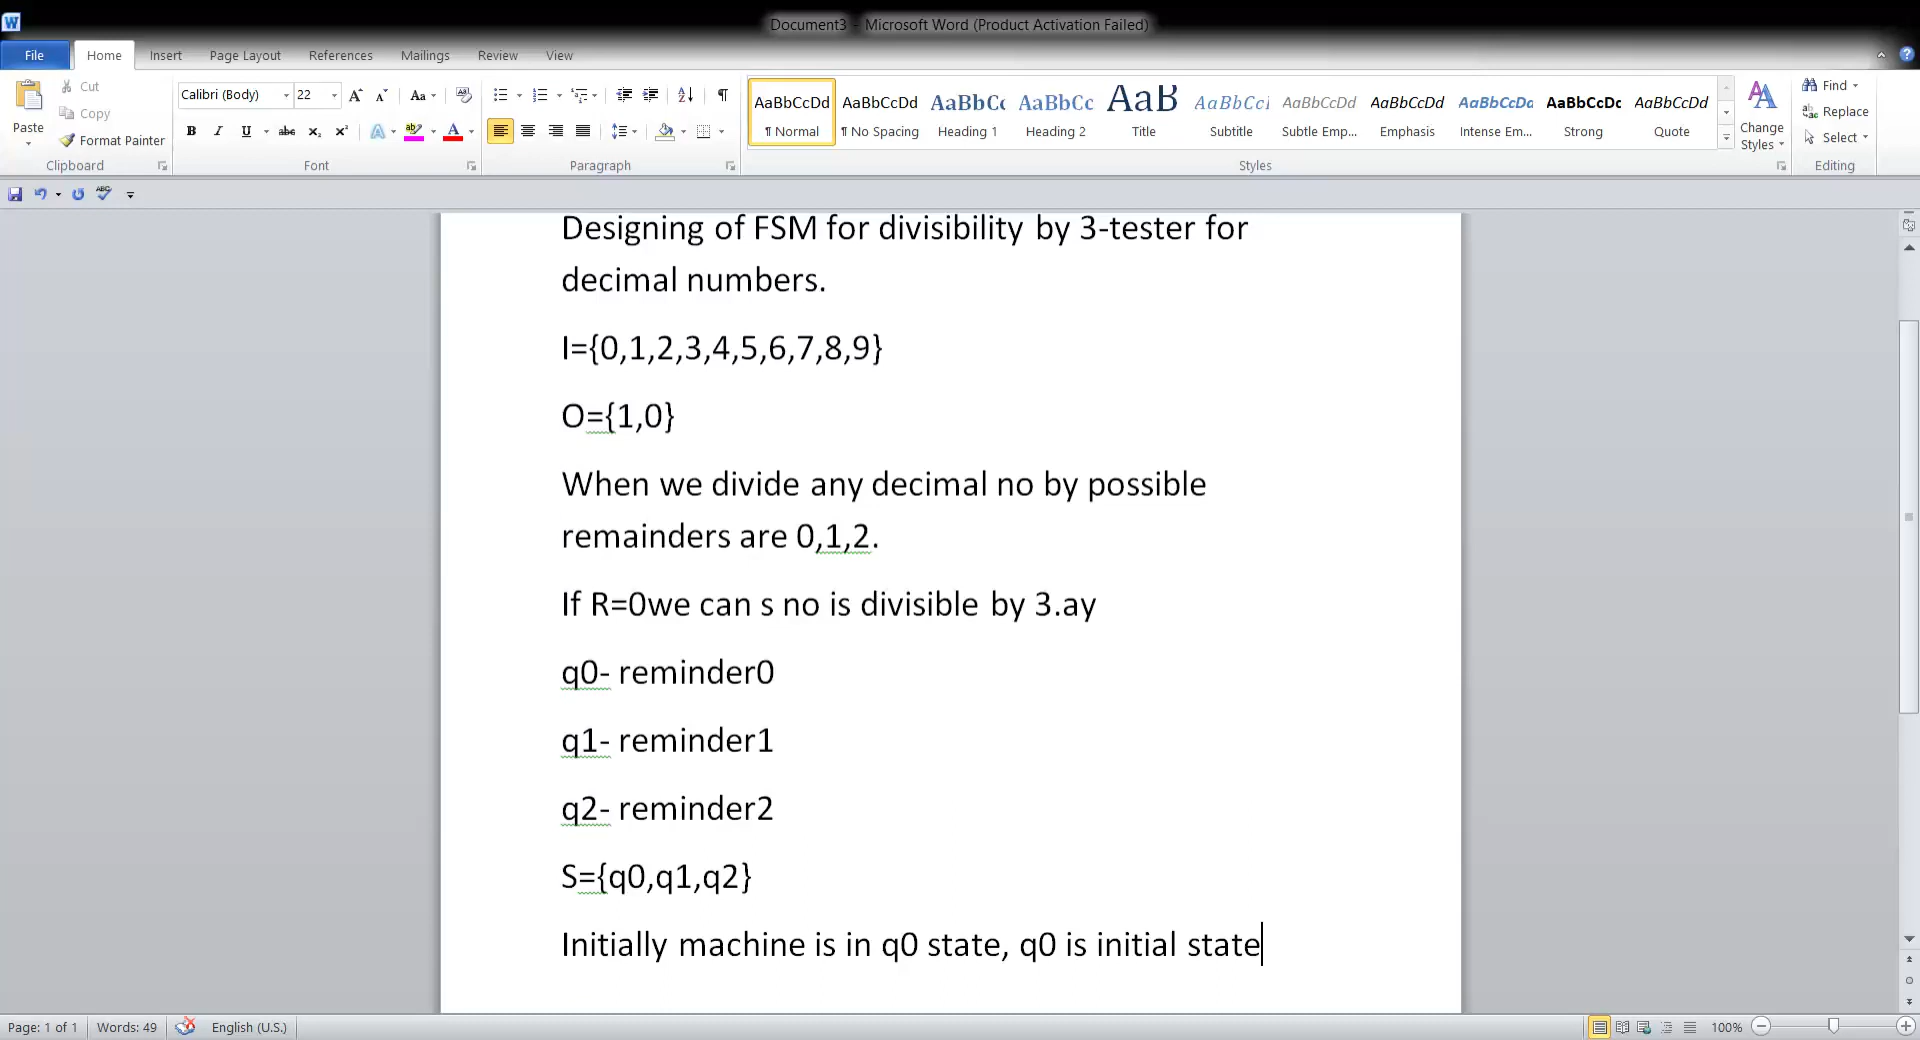 Document3 - Microsoft Word (Product Activation Failed)
File Home Insert Page Layout References Mailings Review View
Paste Cut Copy Format Painter Clipboard
Calibri (Body) 22 Font
Paragraph
AaBbCcDd AaBbCcDd AaBbCc AaBbCc AaB AaBbCcI AaBbCcDd AaBbCcDd AaBbCcDd AaBbCcDc AaBbCcDd
¶ Normal ¶ No Spacing Heading 1 Heading 2 Title Subtitle Subtle Emp... Emphasis Intense Em... Strong Quote
Change Styles Styles
Find Replace Select Editing
Designing of FSM for divisibility by 3-tester for
decimal numbers.
I={0,1,2,3,4,5,6,7,8,9}
O={1,0}
When we divide any decimal no by possible
remainders are 0,1,2.
If R=0we can s no is divisible by 3.ay
q0- reminder0
q1- reminder1
q2- reminder2
S={q0,q1,q2}
Initially machine is in q0 state, q0 is initial state
Page: 1 of 1 Words: 49 English (U.S.) 100%